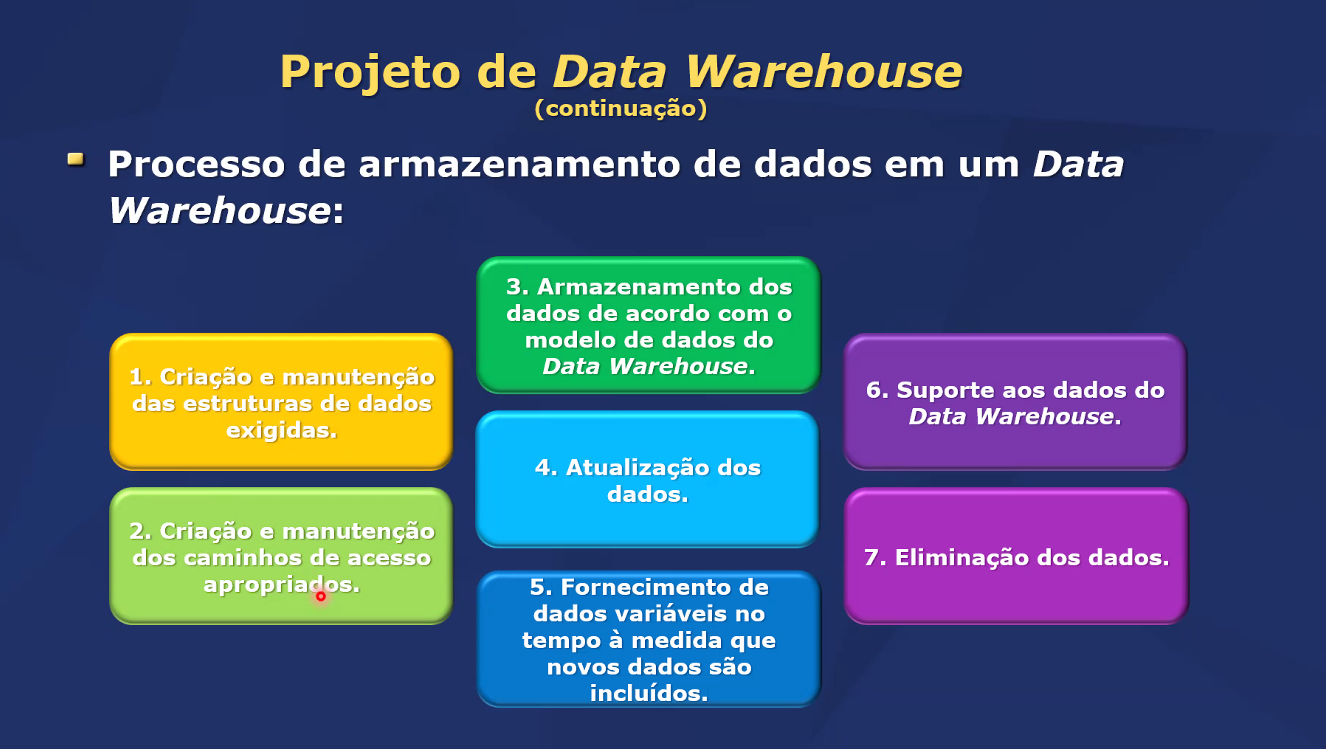 Projeto de Data Warehouse
(continuação)
Processo de armazenamento de dados em um Data
Warehouse:
1. Criação e manutenção
das estruturas de dados
exigidas.
2. Criação e manutenção
dos caminhos de acesso
apropriados.
3. Armazenamento dos
dados de acordo com o
modelo de dados do
Data Warehouse.
4. Atualização dos
dados.
5. Fornecimento de
dados variáveis no
tempo à medida que
novos dados são
incluídos.
6. Suporte aos dados do
Data Warehouse.
7. Eliminação dos dados.